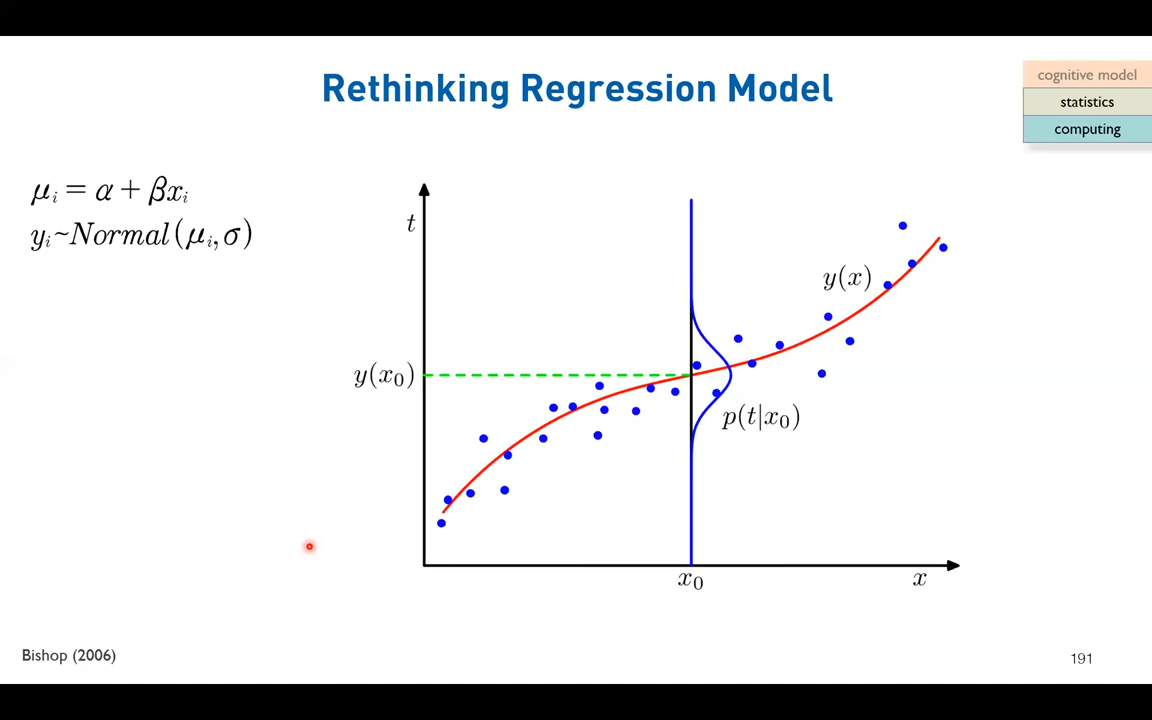 Rethinking Regression Model
cognitive model
statistics
computing
μᵢ = α + βxᵢ
yᵢ~Normal(μᵢ,σ)
t
y(x)
y(x₀)
p(t|x₀)
x₀
x
Bishop (2006)
191